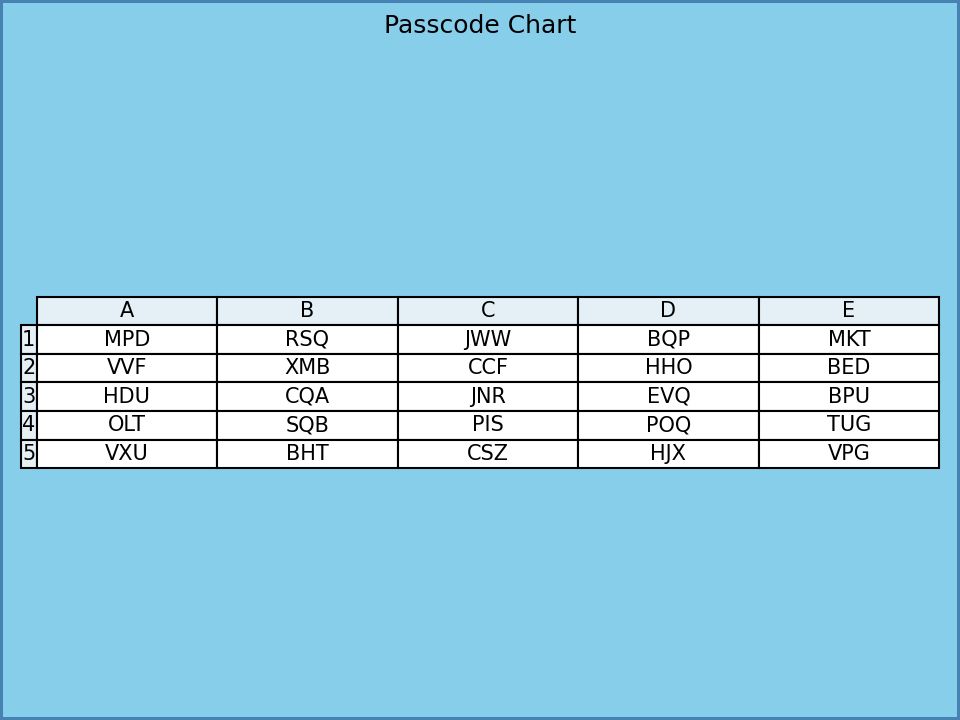 Passcode Chart
A B C D E
1 MPD RSQ JWW BQP MKT
2 VVF XMB CCF HHO BED
3 HDU CQA JNR EVQ BPU
4 OLT SQB PIS POQ TUG
5 VXU BHT CSZ HJX VPG